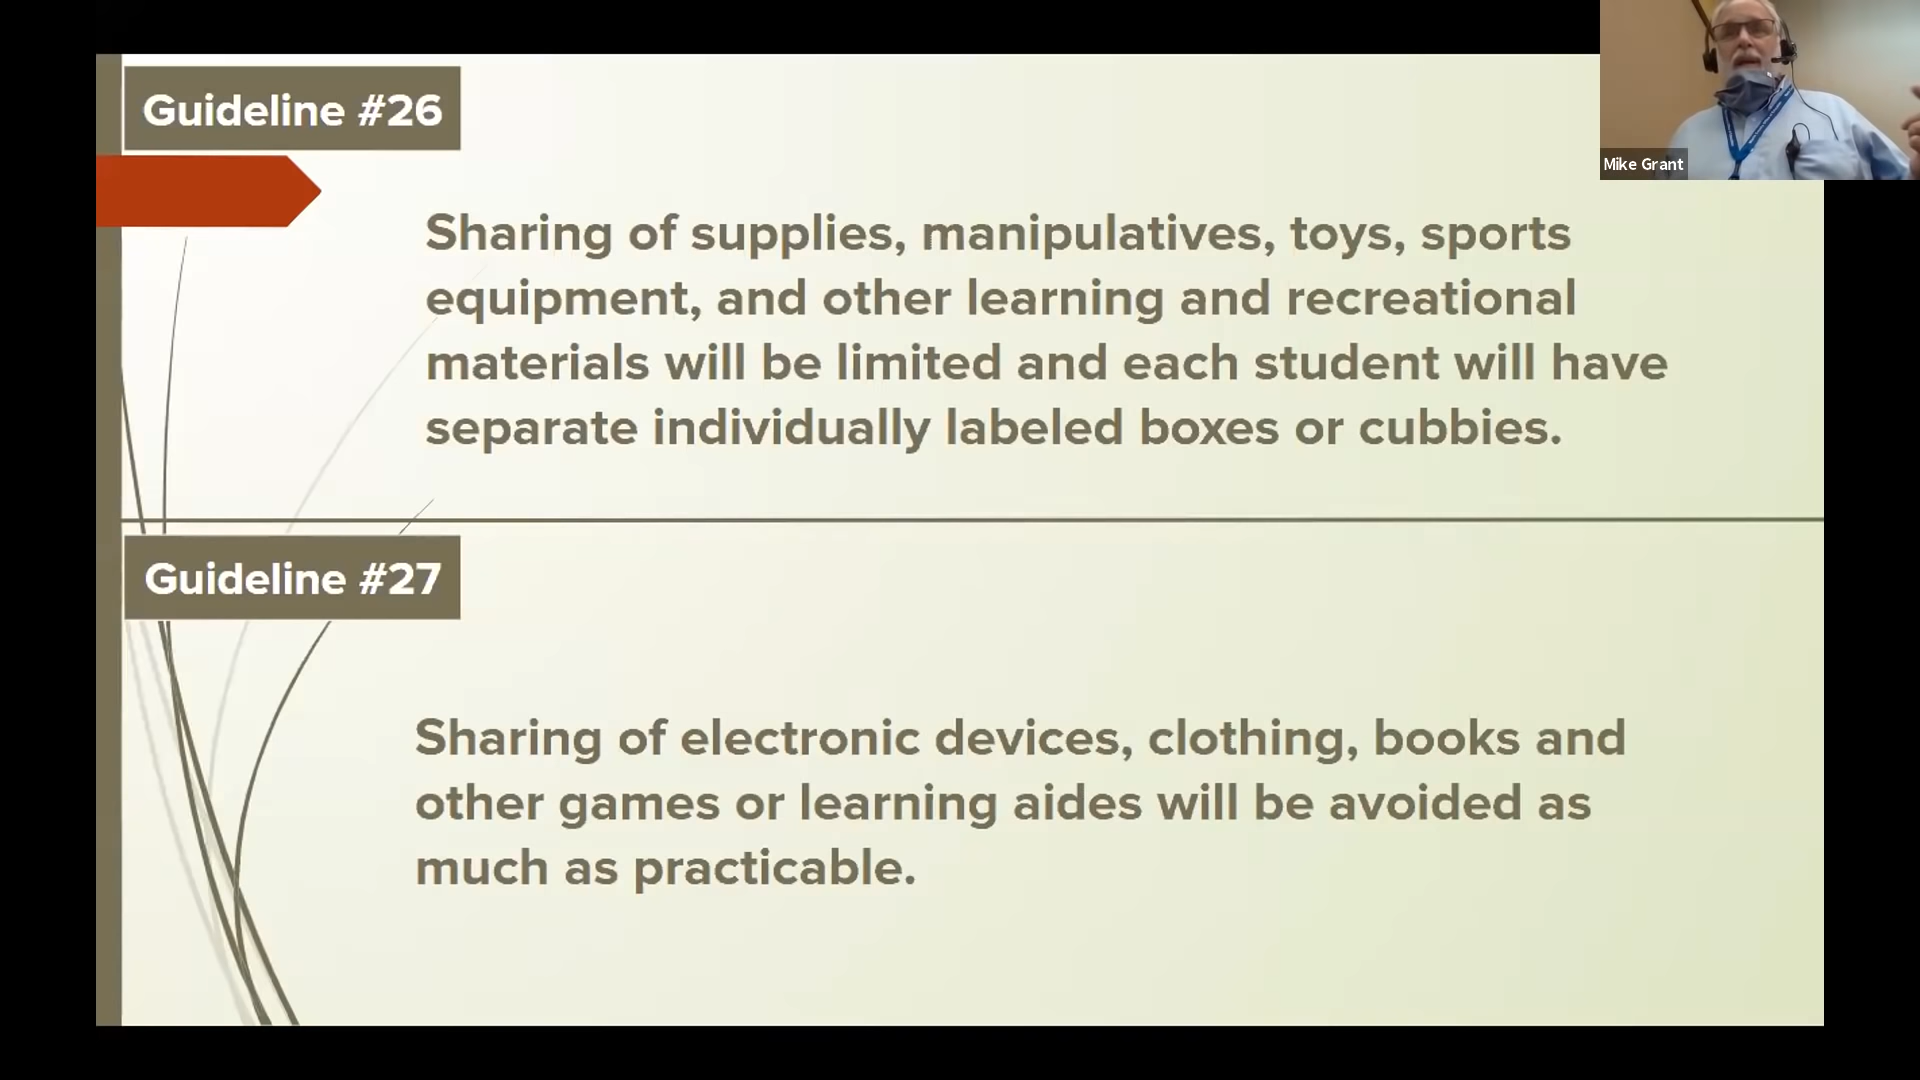 Guideline #26
Mike Grant
Sharing of supplies, manipulatives, toys, sports
equipment, and other learning and recreational
materials will be limited and each student will have
separate individually labeled boxes or cubbies.
Guideline #27
Sharing of electronic devices, clothing, books and
other games or learning aides will be avoided as
much as practicable.